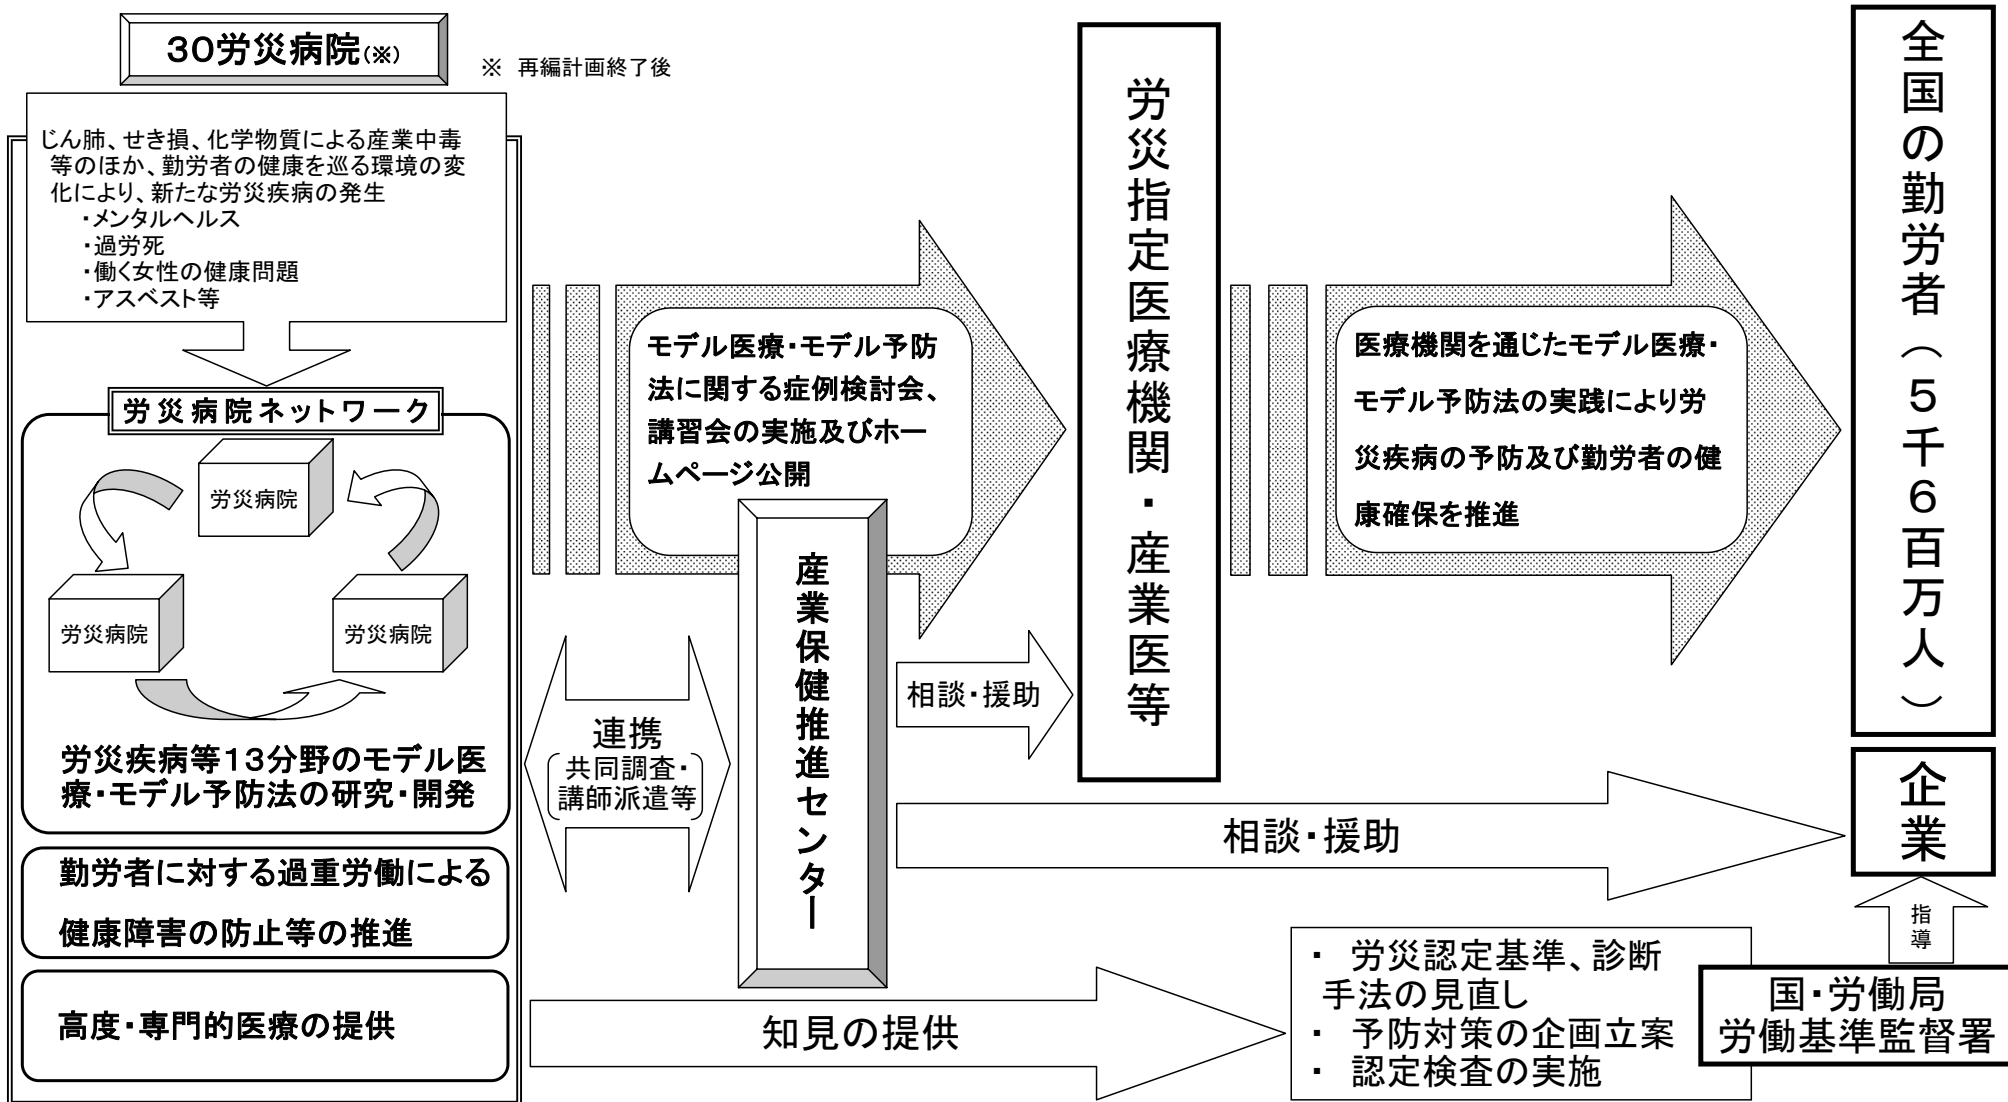 30労災病院(※)
※ 再編計画終了後
じん肺、せき損、化学物質による産業中毒
等のほか、勤労者の健康を巡る環境の変
化により、新たな労災疾病の発生
・メンタルヘルス
・過労死
・働く女性の健康問題
・アスベスト等
労災病院ネットワーク
労災病院
労災病院
労災病院
労災疾病等13分野のモデル医
療・モデル予防法の研究・開発
勤労者に対する過重労働による
健康障害の防止等の推進
高度・専門的医療の提供
モデル医療・モデル予防
法に関する症例検討会、
講習会の実施及びホー
ムページ公開
連携
共同調査・
講師派遣等
産業保健推進センター
相談・援助
労災指定医療機関・産業医等
医療機関を通じたモデル医療・
モデル予防法の実践により労
災疾病の予防及び勤労者の健
康確保を推進
全国の勤労者(5千6百万人)
相談・援助
企業
指導
知見の提供
・ 労災認定基準、診断
手法の見直し
・ 予防対策の企画立案
・ 認定検査の実施
国・労働局
労働基準監督署